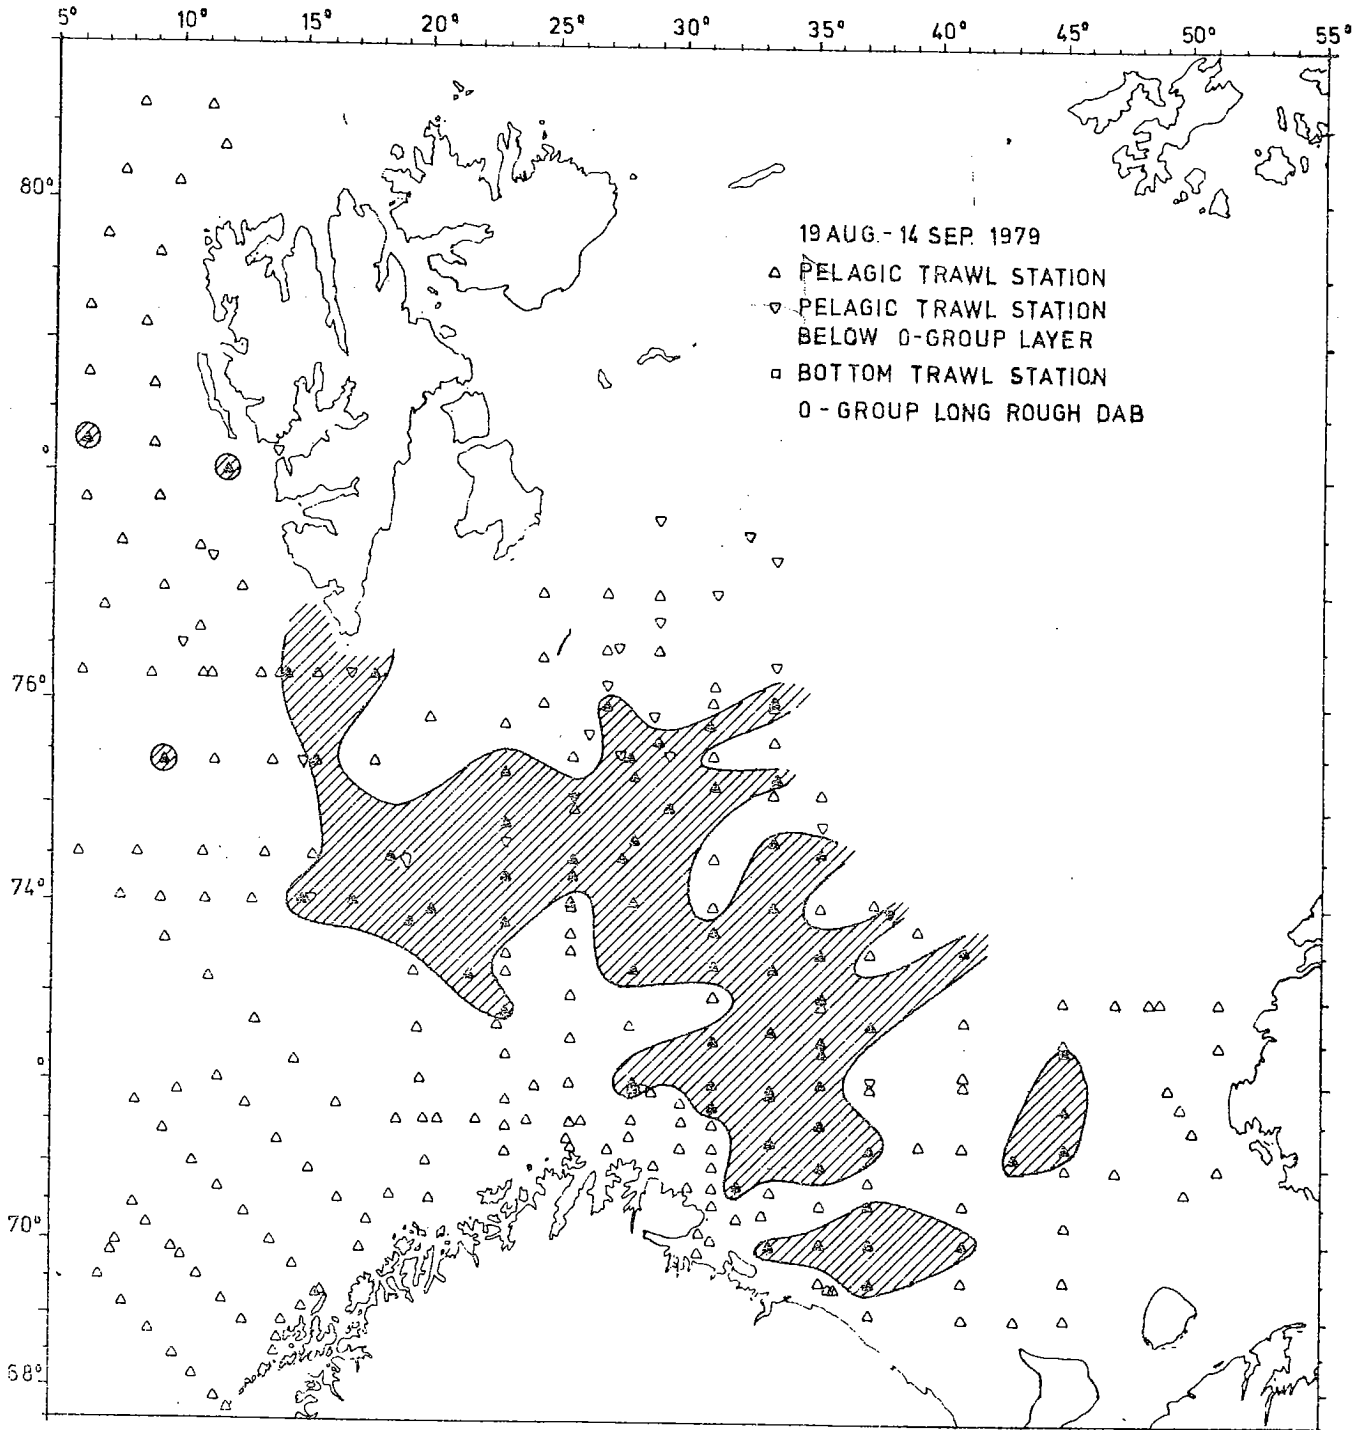 5° 10° 15° 20° 25° 30° 35° 40° 45° 50° 55°
80°
19 AUG.- 14 SEP. 1979
△ PELAGIC TRAWL STATION
▽ PELAGIC TRAWL STATION
BELOW 0-GROUP LAYER
□ BOTTOM TRAWL STATION
0 - GROUP LONG ROUGH DAB
°
76°
74°
°
70°
68°